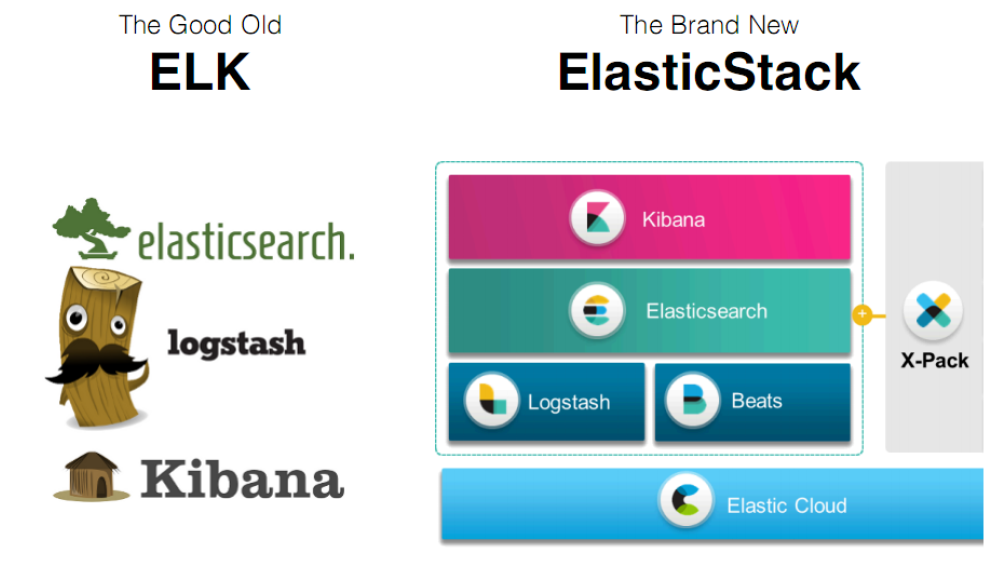 The Good Old
ELK
elasticsearch.
logstash
Kibana
The Brand New
ElasticStack
Kibana
Elasticsearch
Logstash
Beats
+
X-Pack
Elastic Cloud